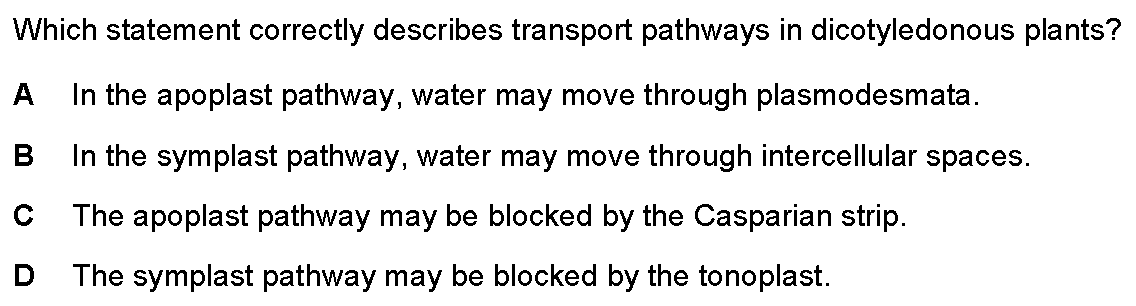 Which statement correctly describes transport pathways in dicotyledonous plants?
A In the apoplast pathway, water may move through plasmodesmata.
B In the symplast pathway, water may move through intercellular spaces.
C The apoplast pathway may be blocked by the Casparian strip.
D The symplast pathway may be blocked by the tonoplast.